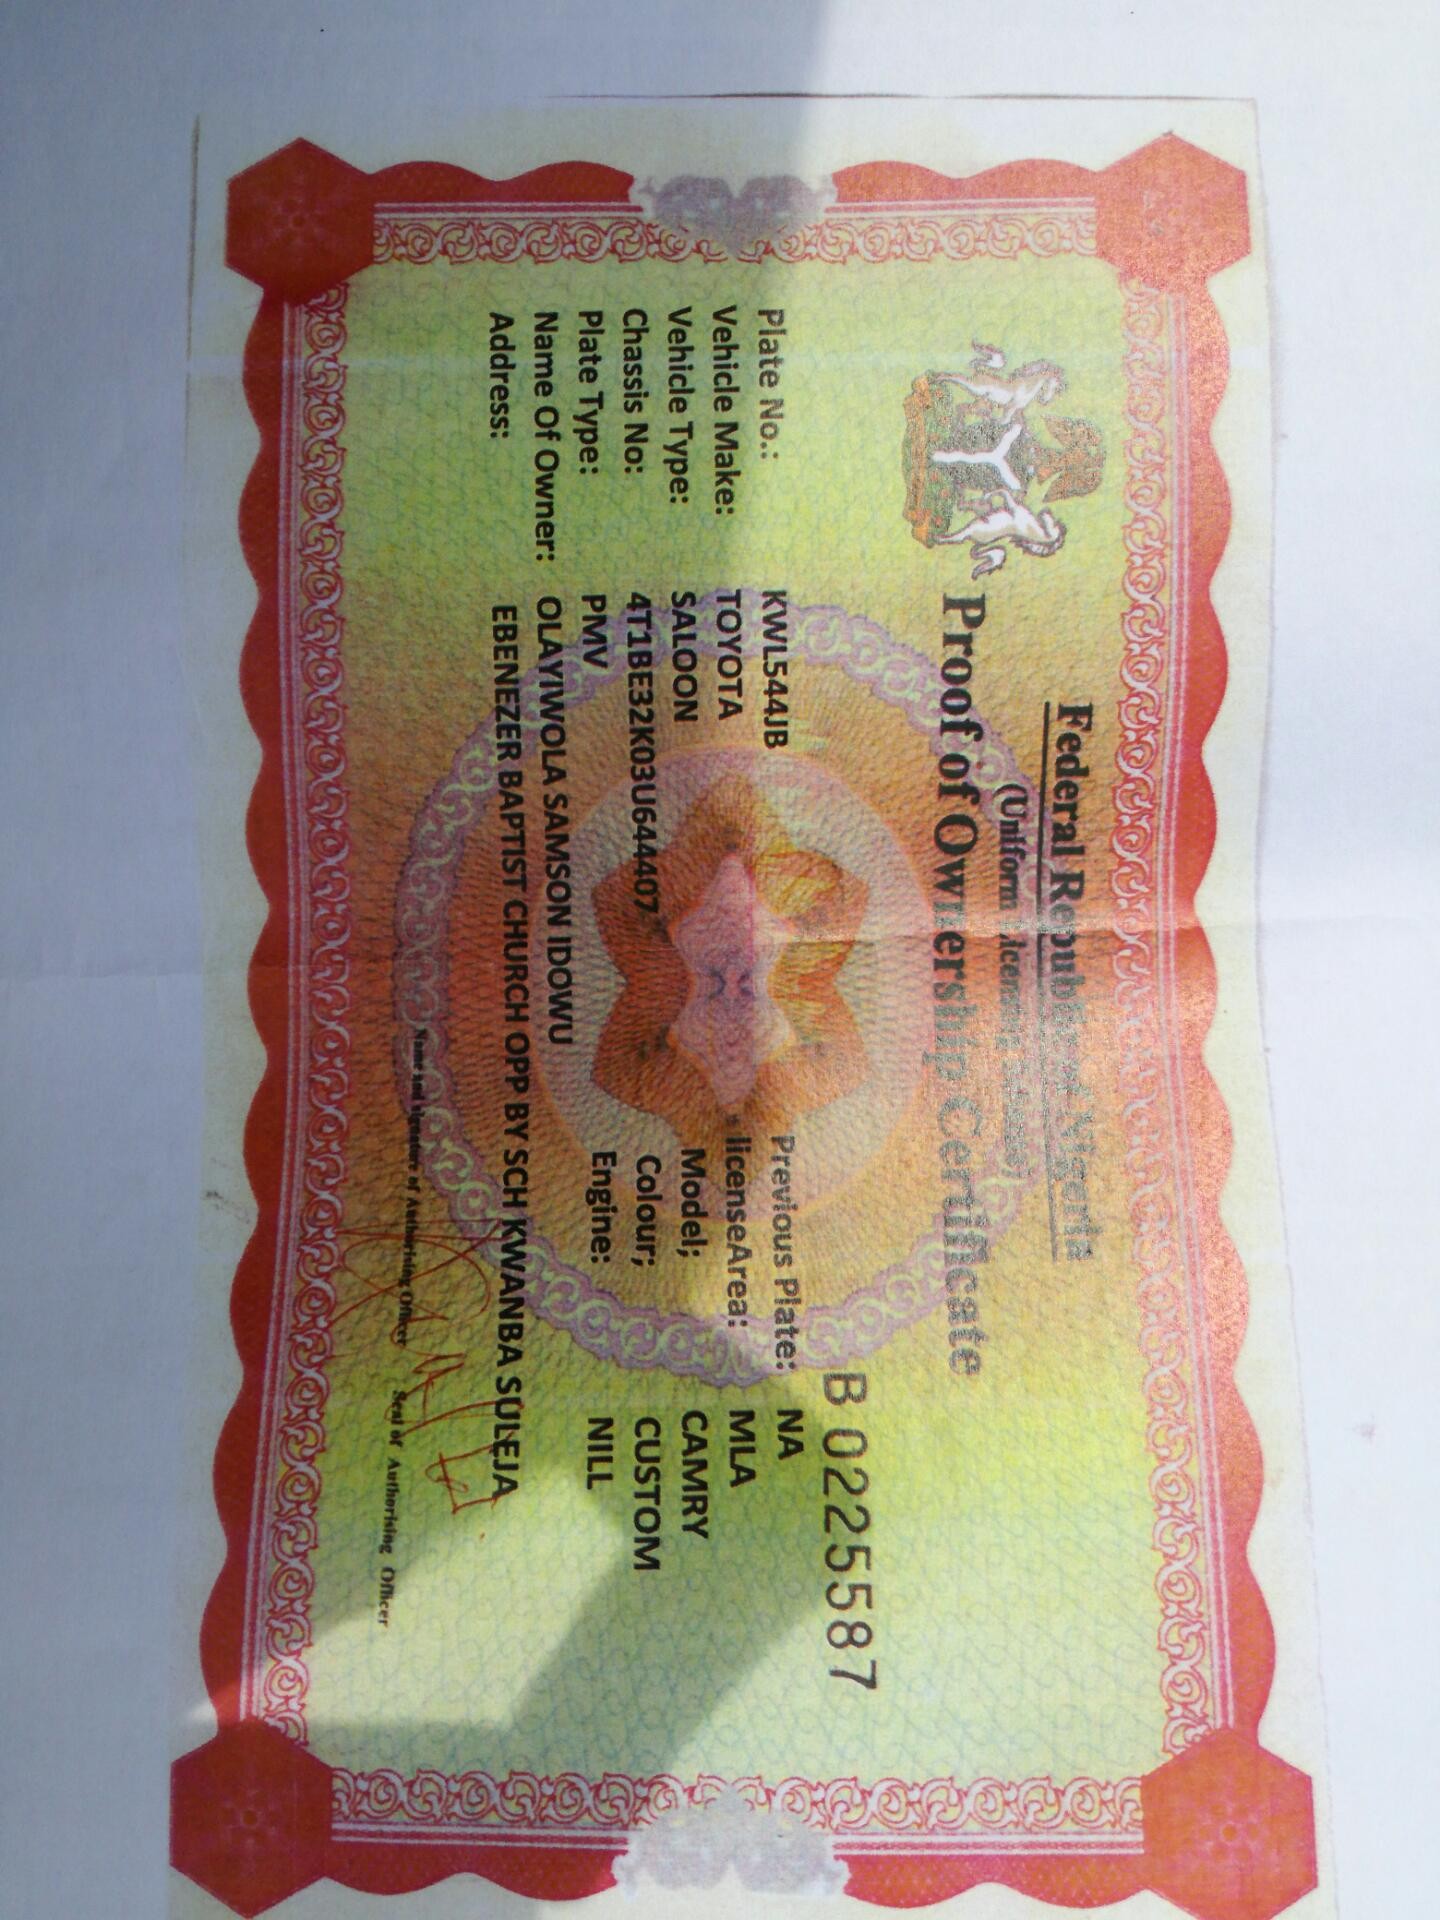 Federal Republic of Nigeria
(Uniform Licensing Scheme)
Proof of Ownership Certificate
B 0225587
Plate No.: KWL544JB Previous Plate: NA
Vehicle Make: TOYOTA licenseArea: MLA
Vehicle Type: SALOON Model; CAMRY
Chassis No: 4T1BE32K03U644407 Colour; CUSTOM
Plate Type: PMV Engine: NILL
Name Of Owner: OLAYIWOLA SAMSON IDOWU
Address: EBENEZER BAPTIST CHURCH OPP BY SCH KWANBA SULEJA
Name and signature of Authorising Officer Seal of Authorising Officer